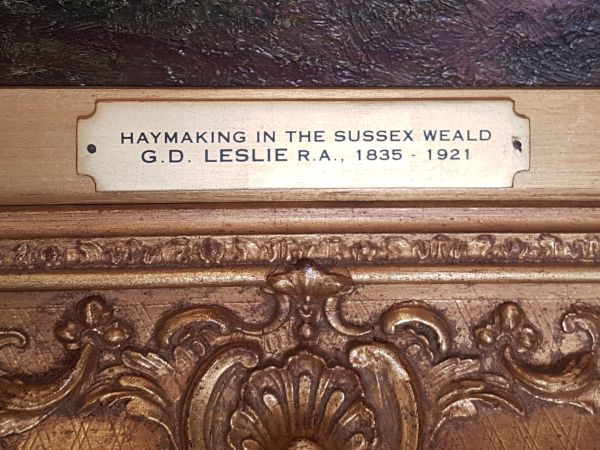 HAYMAKING IN THE SUSSEX WEALD
G.D. LESLIE R.A., 1835 - 1921